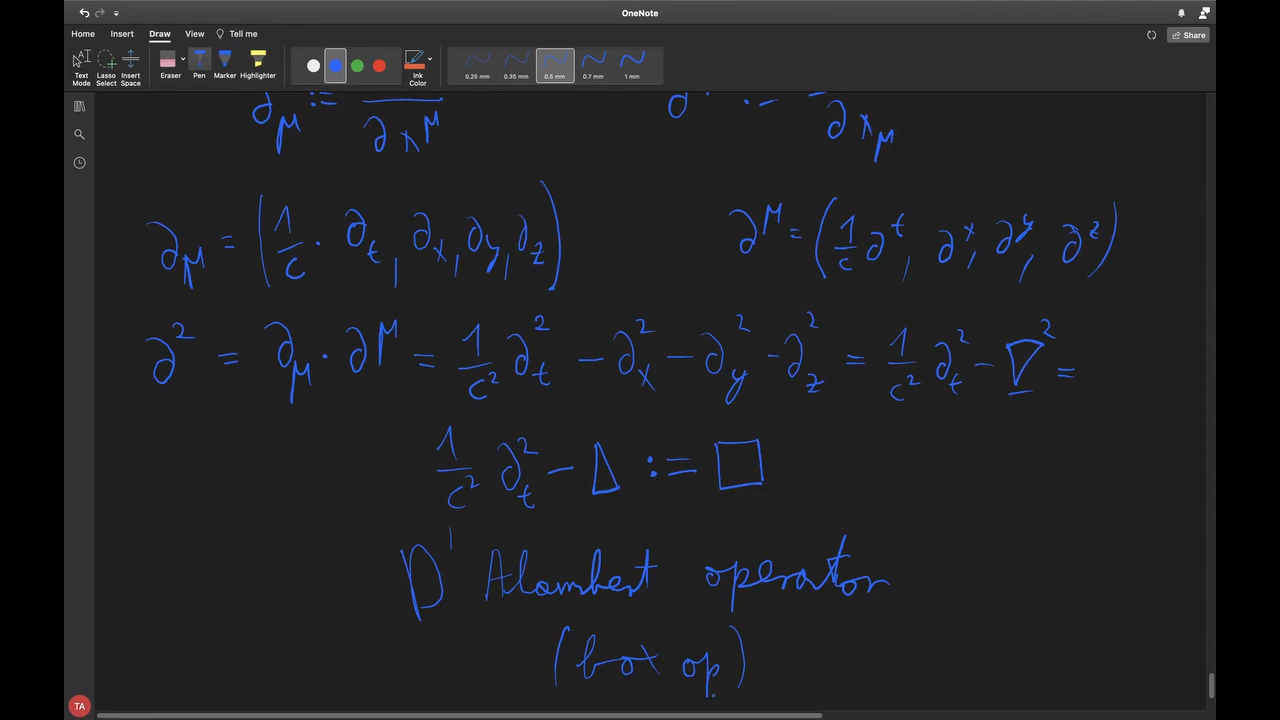 OneNote
Home Insert Draw View Tell me
Share
Text Mode Lasso Select Insert Space Eraser Pen Marker Highlighter Ink Color 0.25 mm 0.35 mm 0.5 mm 0.7 mm 1 mm
∂_μ := / ∂x^μ ∂ := / ∂x_μ
∂_μ = (1/c · ∂_t, ∂_x, ∂_y, ∂_z) ∂^μ = (1/c ∂^t, ∂^x, ∂^y, ∂^z)
∂² = ∂_μ · ∂^μ = 1/c² ∂_t² − ∂_x² − ∂_y² − ∂_z² = 1/c² ∂_t² − ∇² =
1/c² ∂_t² − Δ := □
D' Alambert operator
(box op)
TA